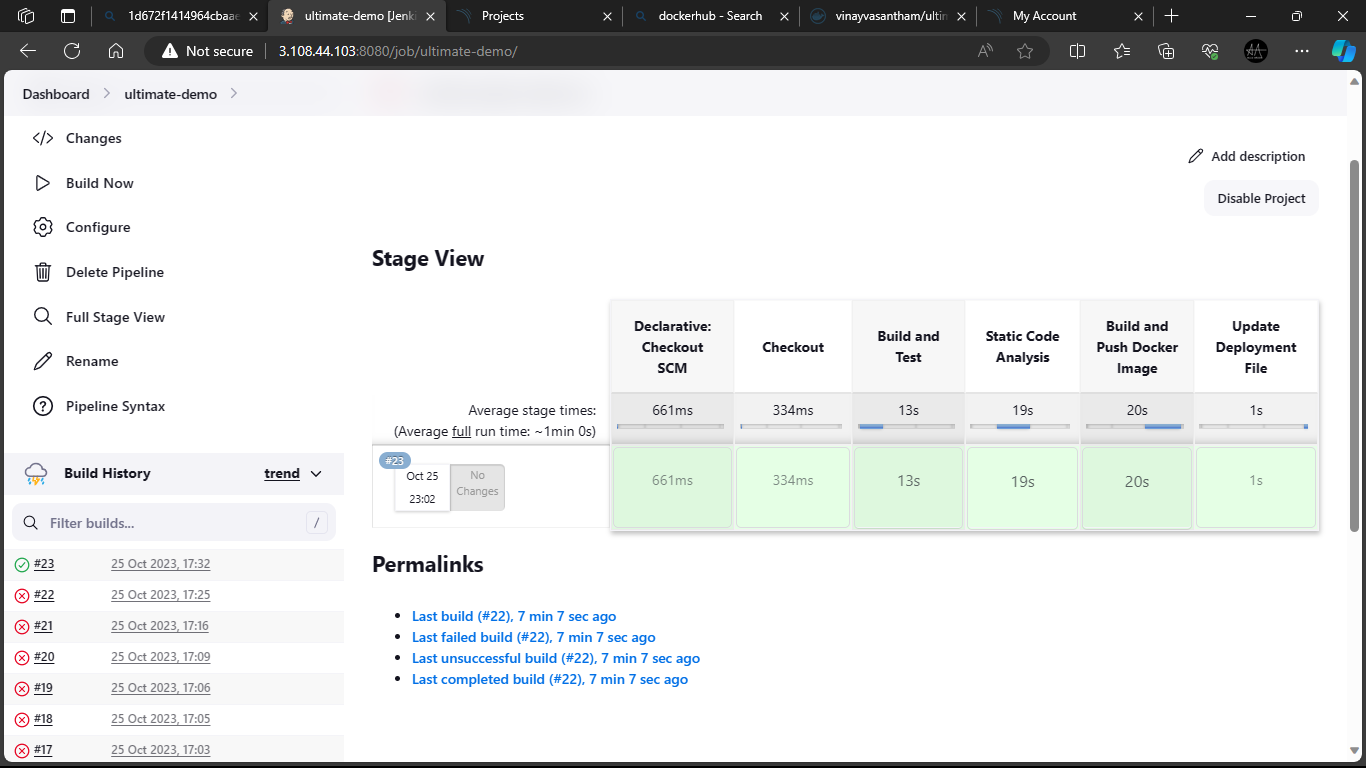 1d672f1414964cbaae
ultimate-demo [Jenki
Projects
dockerhub - Search
vinayvasantham/ultim
My Account
Not secure
3.108.44.103:8080/job/ultimate-demo/
Dashboard
ultimate-demo
Changes
Build Now
Configure
Delete Pipeline
Full Stage View
Rename
Pipeline Syntax
Build History
trend
Filter builds...
/
#23 25 Oct 2023, 17:32
#22 25 Oct 2023, 17:25
#21 25 Oct 2023, 17:16
#20 25 Oct 2023, 17:09
#19 25 Oct 2023, 17:06
#18 25 Oct 2023, 17:05
#17 25 Oct 2023, 17:03
Add description
Disable Project
Stage View
Declarative:
Checkout
SCM
Checkout
Build and
Test
Static Code
Analysis
Build and
Push Docker
Image
Update
Deployment
File
Average stage times:
(Average full run time: ~1min 0s)
661ms 334ms 13s 19s 20s 1s
#23
Oct 25
23:02
No
Changes
661ms 334ms 13s 19s 20s 1s
Permalinks
Last build (#22), 7 min 7 sec ago
Last failed build (#22), 7 min 7 sec ago
Last unsuccessful build (#22), 7 min 7 sec ago
Last completed build (#22), 7 min 7 sec ago